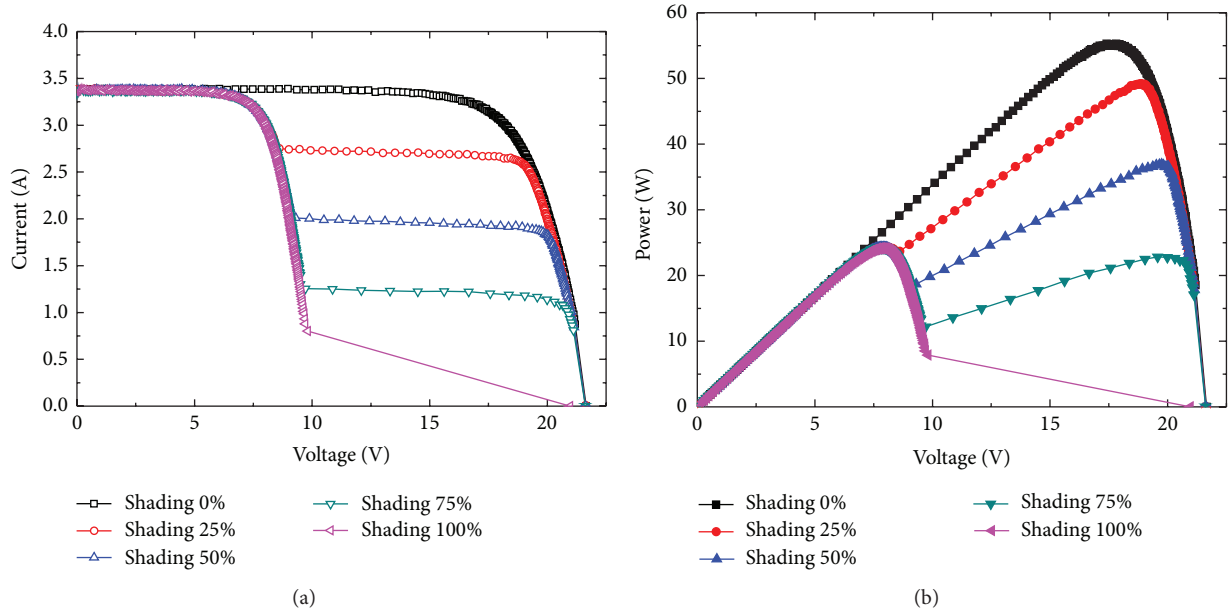 4.0
3.5
3.0
2.5
2.0
1.5
1.0
0.5
0.0
Current (A)
0 5 10 15 20
Voltage (V)
Shading 0%
Shading 25%
Shading 50%
Shading 75%
Shading 100%
(a)
60
50
40
30
20
10
0
Power (W)
0 5 10 15 20
Voltage (V)
Shading 0%
Shading 25%
Shading 50%
Shading 75%
Shading 100%
(b)